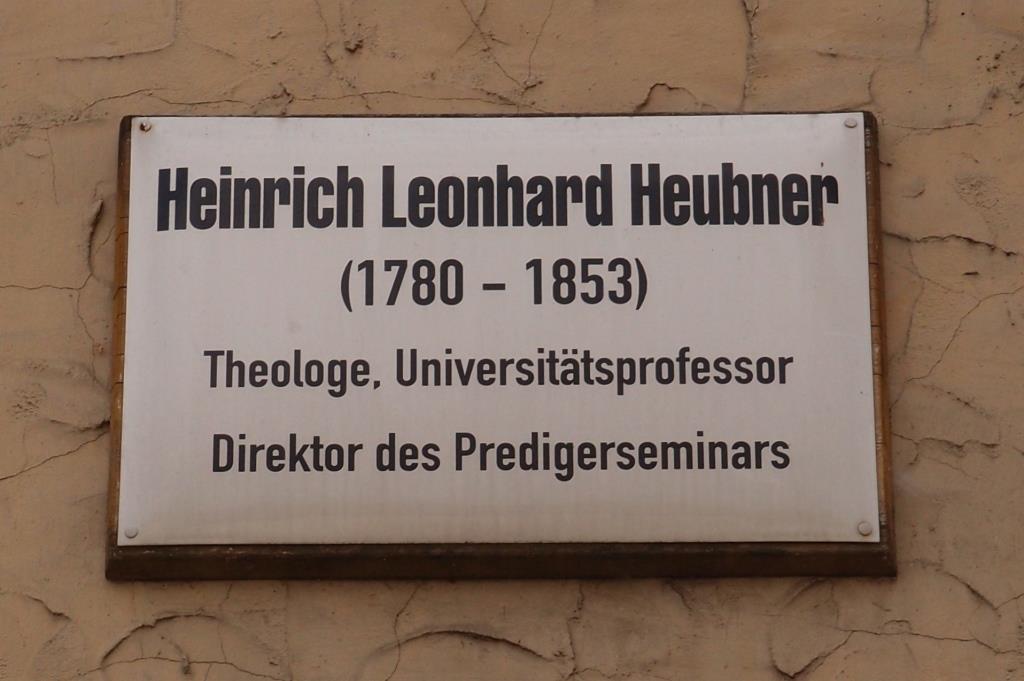 Heinrich Leonhard Heubner
(1780 – 1853)
Theologe, Universitätsprofessor
Direktor des Predigerseminars